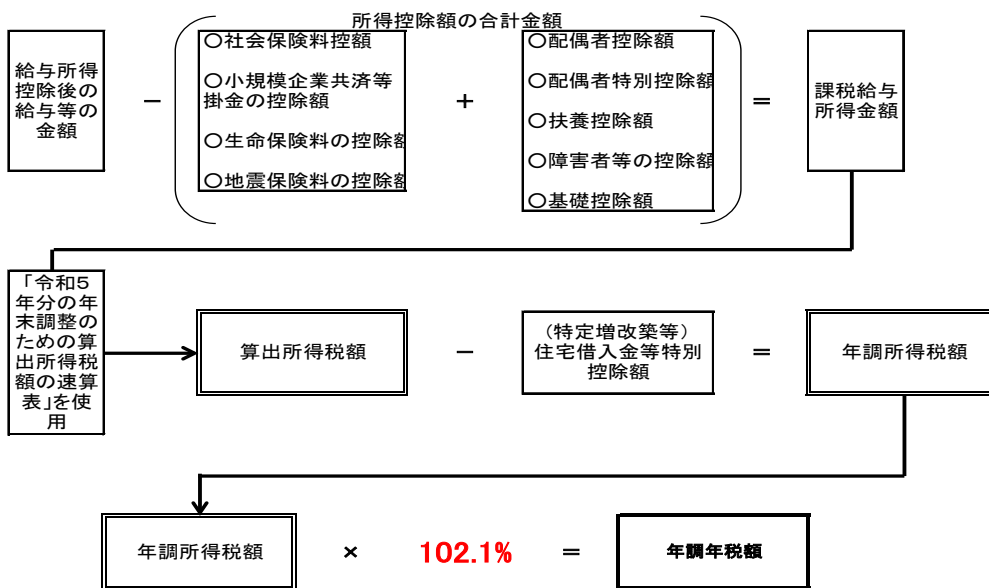 所得控除額の合計金額
給与所得
控除後の
給与等の
金額
－
〇社会保険料控額
〇小規模企業共済等
掛金の控除額
〇生命保険料の控除額
〇地震保険料の控除額
＋
〇配偶者控除額
〇配偶者特別控除額
〇扶養控除額
〇障害者等の控除額
〇基礎控除額
＝
課税給与
所得金額
「令和5
年分の年
末調整の
ための算
出所得税
額の速算
表」を使
用
算出所得税額
－
（特定増改築等）
住宅借入金等特別
控除額
＝
年調所得税額
年調所得税額
×
102.1%
＝
年調年税額